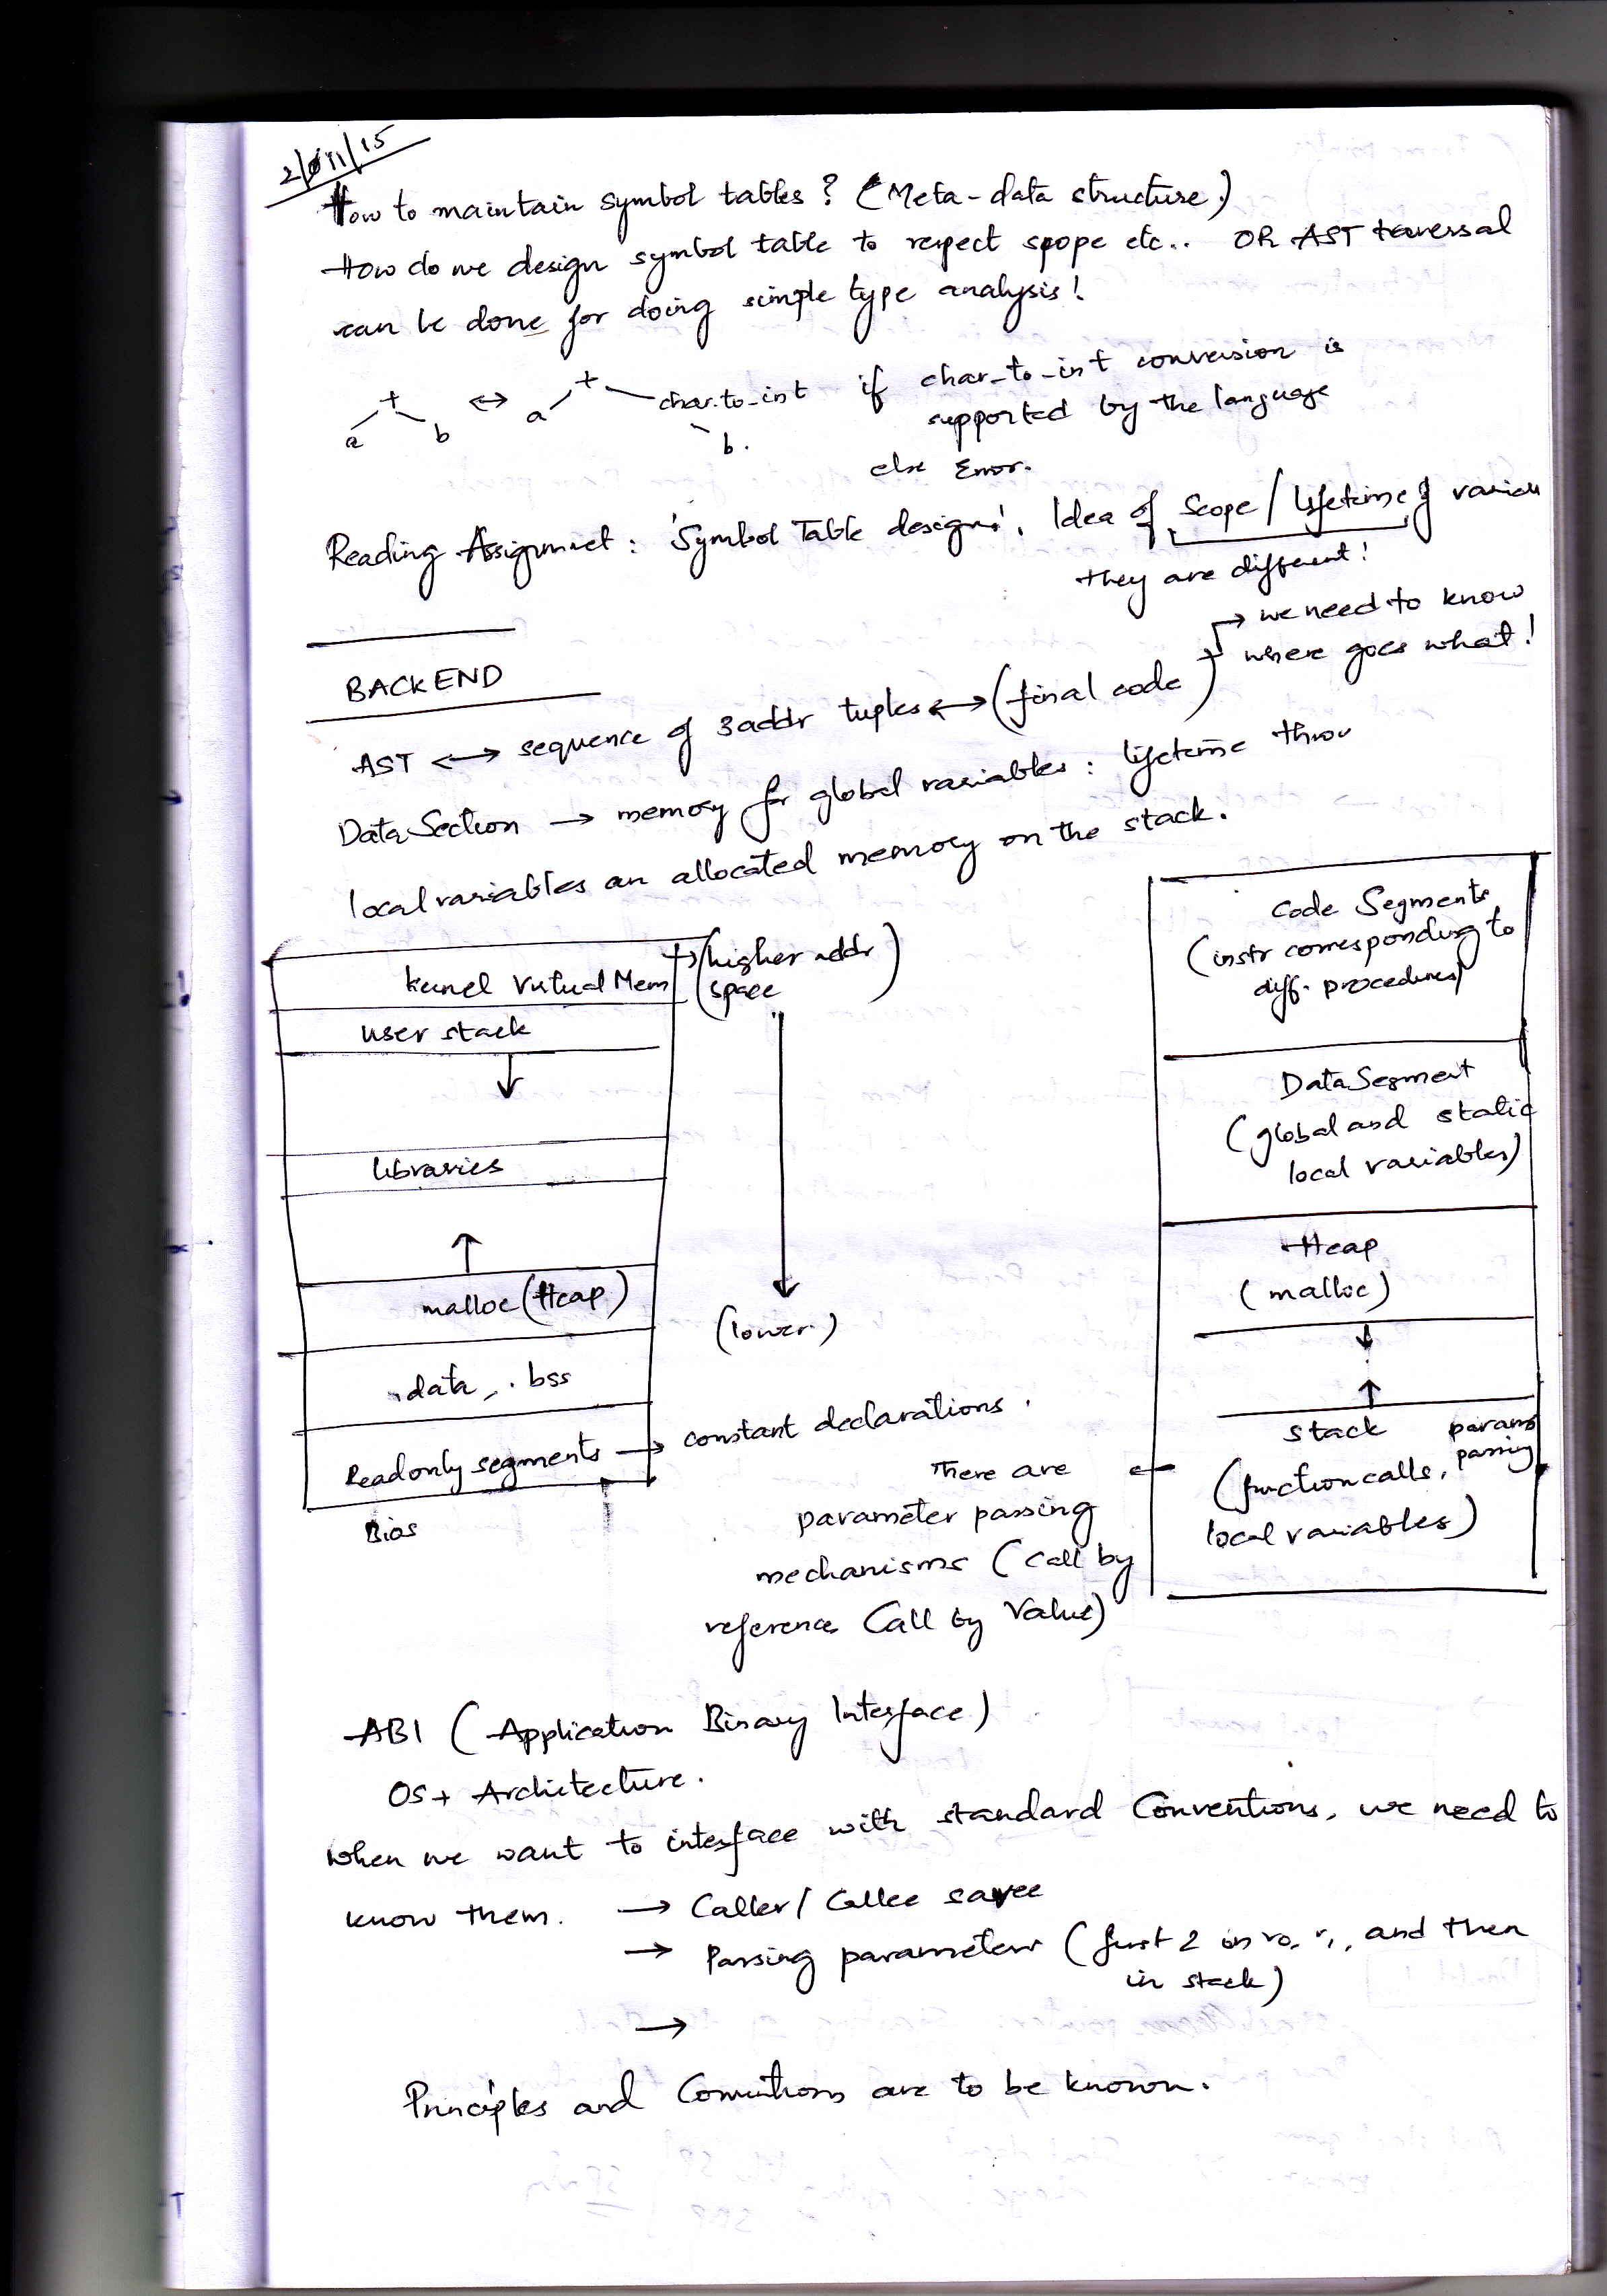 2/11/15
How to maintain symbol tables? (Meta-data structure.)
How do we design symbol table to respect spope etc.. OR AST traversal
can be done for doing simple type analysis!
+ ↔ + char_to_int if char_to_int conversion is
a b a b. supported by the language
else Error.
Reading Assignment: 'Symbol Table design'. Idea of Scope/Lifetime of
they are different!
BACKEND
→ we need to know
where goes what!
AST ↔ sequence of 3addr tuples ↔ (final code)
Data Section → memory for global variables: lifetime throu
local variables are allocated memory on the stack.
kernel Virtual Mem → (higher addr
space)
user stack
↓
libraries
↑
malloc (Heap)
(lower.)
.data, .bss
Readonly segments → constant declarations.
Bios
Code Segments
(instr corresponding to
diff. procedures)
Data Segment
(global and static
local variables)
Heap
(malloc)
↓
↑
stack params
passing
(function calls,
local variables)
There are ←
parameter passing
mechanisms (Call by
reference Call by Value)
ABI (Application Binary Interface)
OS + Architecture.
When we want to interface with standard Conventions, we need to
know them. → Caller/Callee savee
→ Passing parameters (first 2 in r0, r1, and then
in stack)
→
Principles and Conventions are to be known.